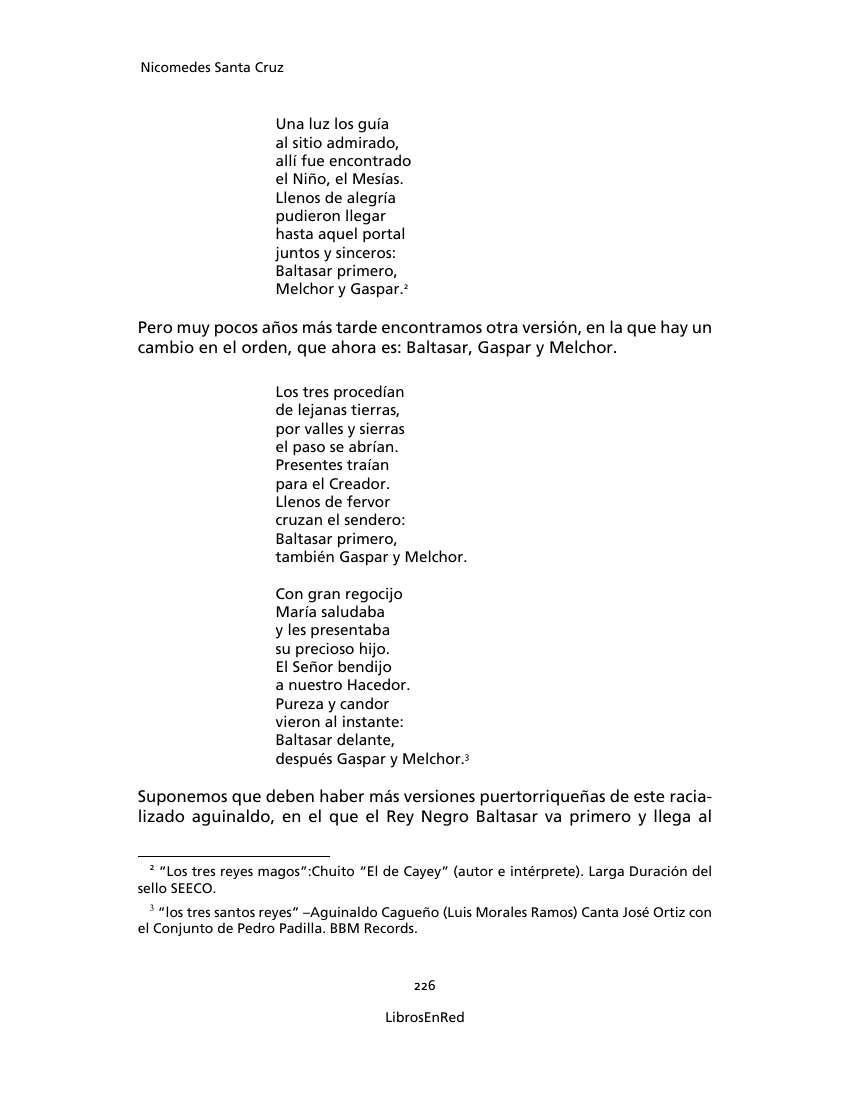 Nicomedes Santa Cruz
Una luz los guía
al sitio admirado,
allí fue encontrado
el Niño, el Mesías.
Llenos de alegría
pudieron llegar
hasta aquel portal
juntos y sinceros:
Baltasar primero,
Melchor y Gaspar.²
Pero muy pocos años más tarde encontramos otra versión, en la que hay un
cambio en el orden, que ahora es: Baltasar, Gaspar y Melchor.
Los tres procedían
de lejanas tierras,
por valles y sierras
el paso se abrían.
Presentes traían
para el Creador.
Llenos de fervor
cruzan el sendero:
Baltasar primero,
también Gaspar y Melchor.
Con gran regocijo
María saludaba
y les presentaba
su precioso hijo.
El Señor bendijo
a nuestro Hacedor.
Pureza y candor
vieron al instante:
Baltasar delante,
después Gaspar y Melchor.³
Suponemos que deben haber más versiones puertorriqueñas de este racia-
lizado aguinaldo, en el que el Rey Negro Baltasar va primero y llega al
² “Los tres reyes magos”:Chuito “El de Cayey” (autor e intérprete). Larga Duración del
sello SEECO.
³ “los tres santos reyes” –Aguinaldo Cagueño (Luis Morales Ramos) Canta José Ortiz con
el Conjunto de Pedro Padilla. BBM Records.
226
LibrosEnRed